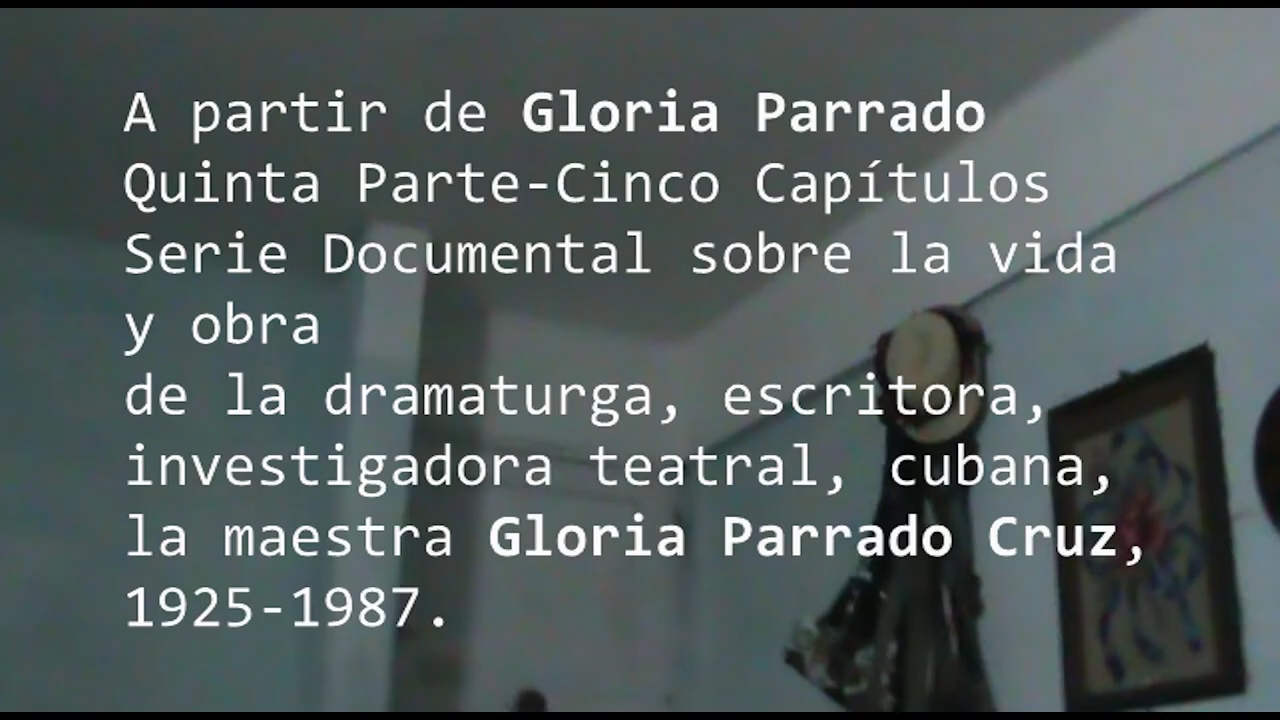 A partir de Gloria Parrado
Quinta Parte-Cinco Capítulos
Serie Documental sobre la vida
y obra
de la dramaturga, escritora,
investigadora teatral, cubana,
la maestra Gloria Parrado Cruz,
1925-1987.